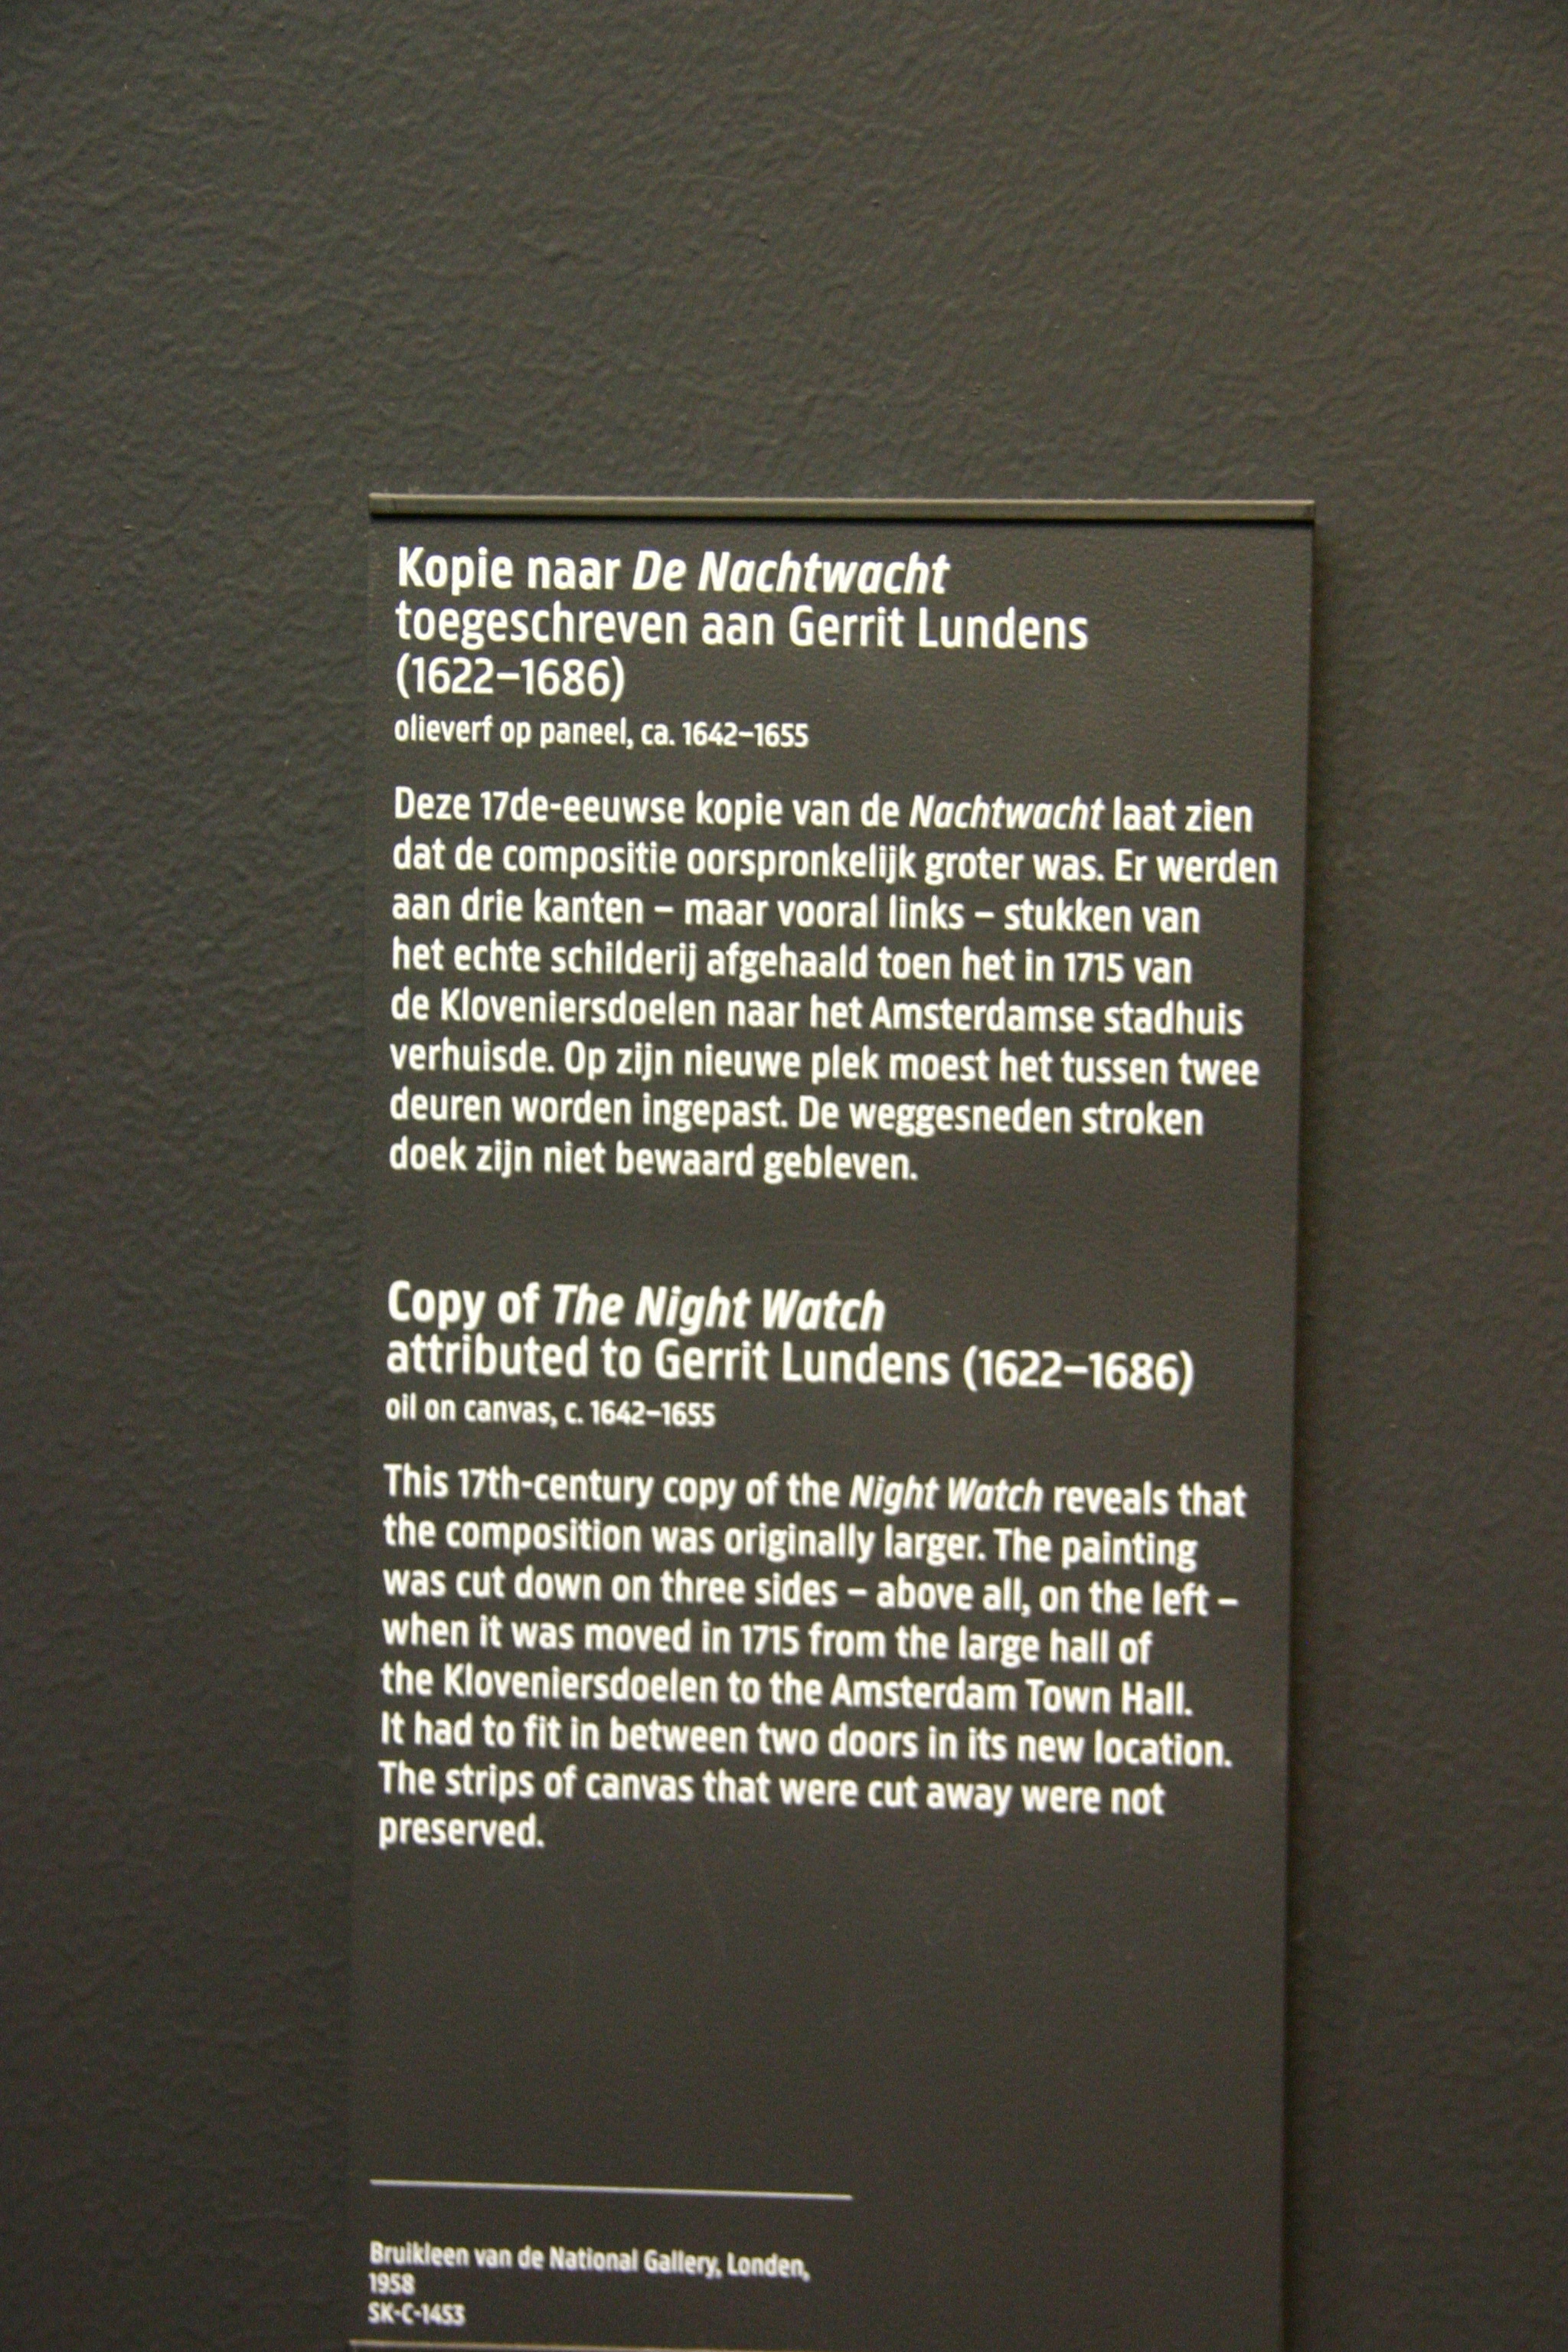 Kopie naar De Nachtwacht
toegeschreven aan Gerrit Lundens
(1622–1686)
olieverf op paneel, ca. 1642–1655
Deze 17de-eeuwse kopie van de Nachtwacht laat zien
dat de compositie oorspronkelijk groter was. Er werden
aan drie kanten – maar vooral links – stukken van
het echte schilderij afgehaald toen het in 1715 van
de Kloveniersdoelen naar het Amsterdamse stadhuis
verhuisde. Op zijn nieuwe plek moest het tussen twee
deuren worden ingepast. De weggesneden stroken
doek zijn niet bewaard gebleven.
Copy of The Night Watch
attributed to Gerrit Lundens (1622–1686)
oil on canvas, c. 1642–1655
This 17th-century copy of the Night Watch reveals that
the composition was originally larger. The painting
was cut down on three sides – above all, on the left –
when it was moved in 1715 from the large hall of
the Kloveniersdoelen to the Amsterdam Town Hall.
It had to fit in between two doors in its new location.
The strips of canvas that were cut away were not
preserved.
Bruikleen van de National Gallery, Londen,
1958
SK-C-1453